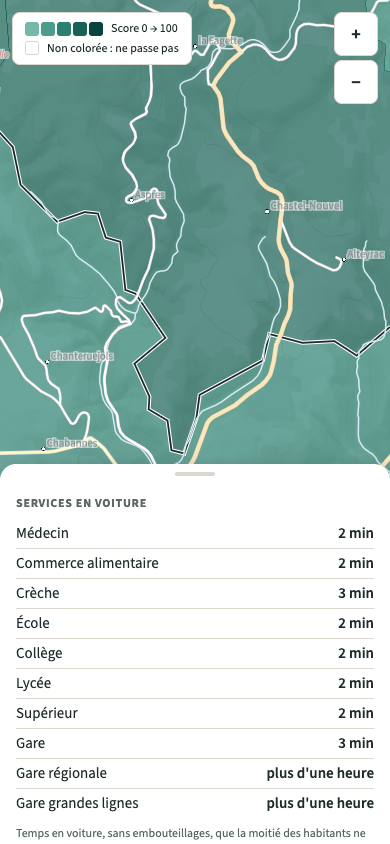 Score 0 → 100
Non colorée : ne passe pas
+
−
la Fagette
Aspres
Chastel-Nouvel
Alteyrac
Chanteruejols
Chabannes
SERVICES EN VOITURE
Médecin 2 min
Commerce alimentaire 2 min
Crèche 3 min
École 2 min
Collège 2 min
Lycée 2 min
Supérieur 2 min
Gare 3 min
Gare régionale plus d'une heure
Gare grandes lignes plus d'une heure
Temps en voiture, sans embouteillages, que la moitié des habitants ne